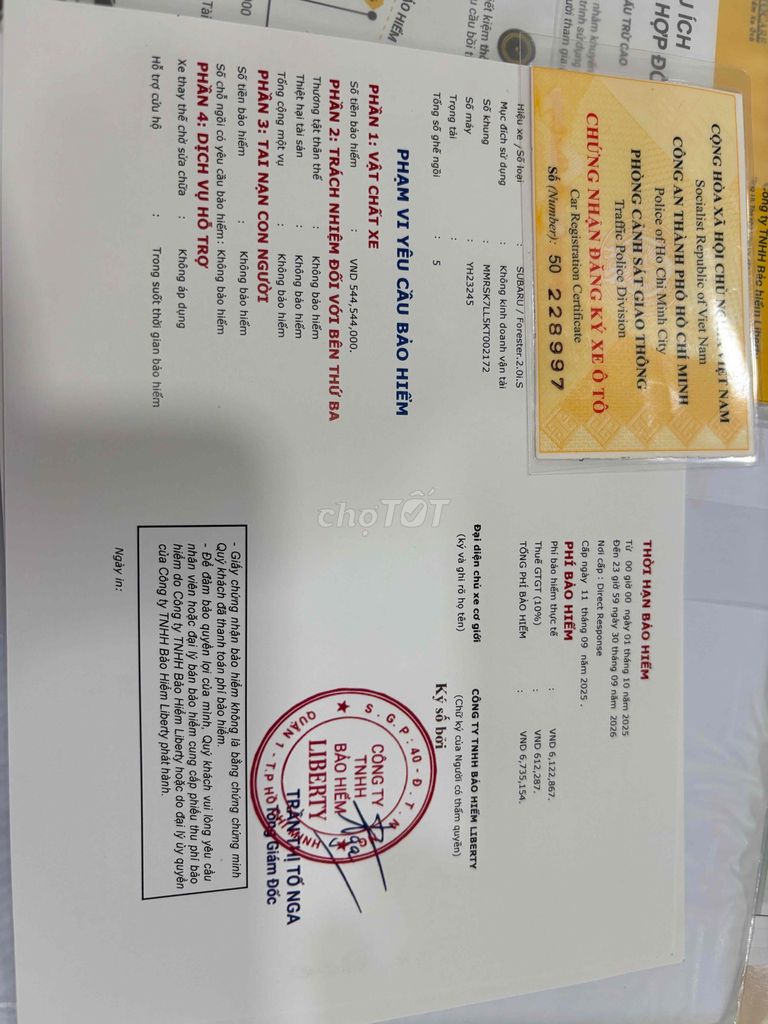 CỘNG HÒA XÃ HỘI CHỦ NGHĨA VIỆT NAM
Socialist Republic of Viet Nam
CÔNG AN THÀNH PHỐ HỒ CHÍ MINH
Police of Ho Chi Minh City
PHÒNG CẢNH SÁT GIAO THÔNG
Traffic Police Division
CHỨNG NHẬN ĐĂNG KÝ XE Ô TÔ
Car Registration Certificate
Số (Number): 50 228997
Hiệu xe / Số loại : SUBARU / Forester.2.0i.S
Mục đích sử dụng : Không kinh doanh vận tải
Số khung : MMRSK7LL5KT002172
Số máy : YH23245
Trọng tải :
Tổng số ghế ngồi : 5
PHẠM VI YÊU CẦU BẢO HIỂM
PHẦN 1: VẬT CHẤT XE
Số tiền bảo hiểm : VND 544,544,000.
PHẦN 2: TRÁCH NHIỆM ĐỐI VỚI BÊN THỨ BA
Thương tật thân thể : Không bảo hiểm
Thiệt hại tài sản : Không bảo hiểm
Tổng cộng một vụ : Không bảo hiểm
PHẦN 3: TAI NẠN CON NGƯỜI
Số tiền bảo hiểm : Không bảo hiểm
Số chỗ ngồi có yêu cầu bảo hiểm : Không bảo hiểm
PHẦN 4: DỊCH VỤ HỖ TRỢ
Xe thay thế chờ sửa chữa : Không áp dụng
Hỗ trợ cứu hộ : Trong suốt thời gian bảo hiểm
THỜI HẠN BẢO HIỂM
Từ 00 giờ 00 ngày 01 tháng 10 năm 2025
Đến 23 giờ 59 ngày 30 tháng 09 năm 2026
Nơi cấp : Direct Response
Cấp ngày 11 tháng 09 năm 2025 .
PHÍ BẢO HIỂM
Phí bảo hiểm thực tế : VND 6,122,867.
Thuế GTGT (10%) : VND 612,287.
TỔNG PHÍ BẢO HIỂM : VND 6,735,154.
Đại diện chủ xe cơ giới
(ký và ghi rõ họ tên)
CÔNG TY TNHH BẢO HIỂM LIBERTY
(Chữ ký của Người có thẩm quyền)
Ký số bởi
CÔNG TY
TNHH
BẢO HIỂM
LIBERTY
TRẦN THỊ TỐ NGA
Tổng Giám Đốc
- Giấy chứng nhận bảo hiểm không là bằng chứng chứng minh
Quý khách đã thanh toán phí bảo hiểm.
- Để đảm bảo quyền lợi của mình, Quý khách vui lòng yêu cầu
nhân viên hoặc đại lý bán bảo hiểm cung cấp phiếu thu phí bảo
hiểm do Công ty TNHH Bảo Hiểm Liberty hoặc do đại lý ủy quyền
của Công ty TNHH Bảo Hiểm Liberty phát hành.
Ngày in:
chợTỐT